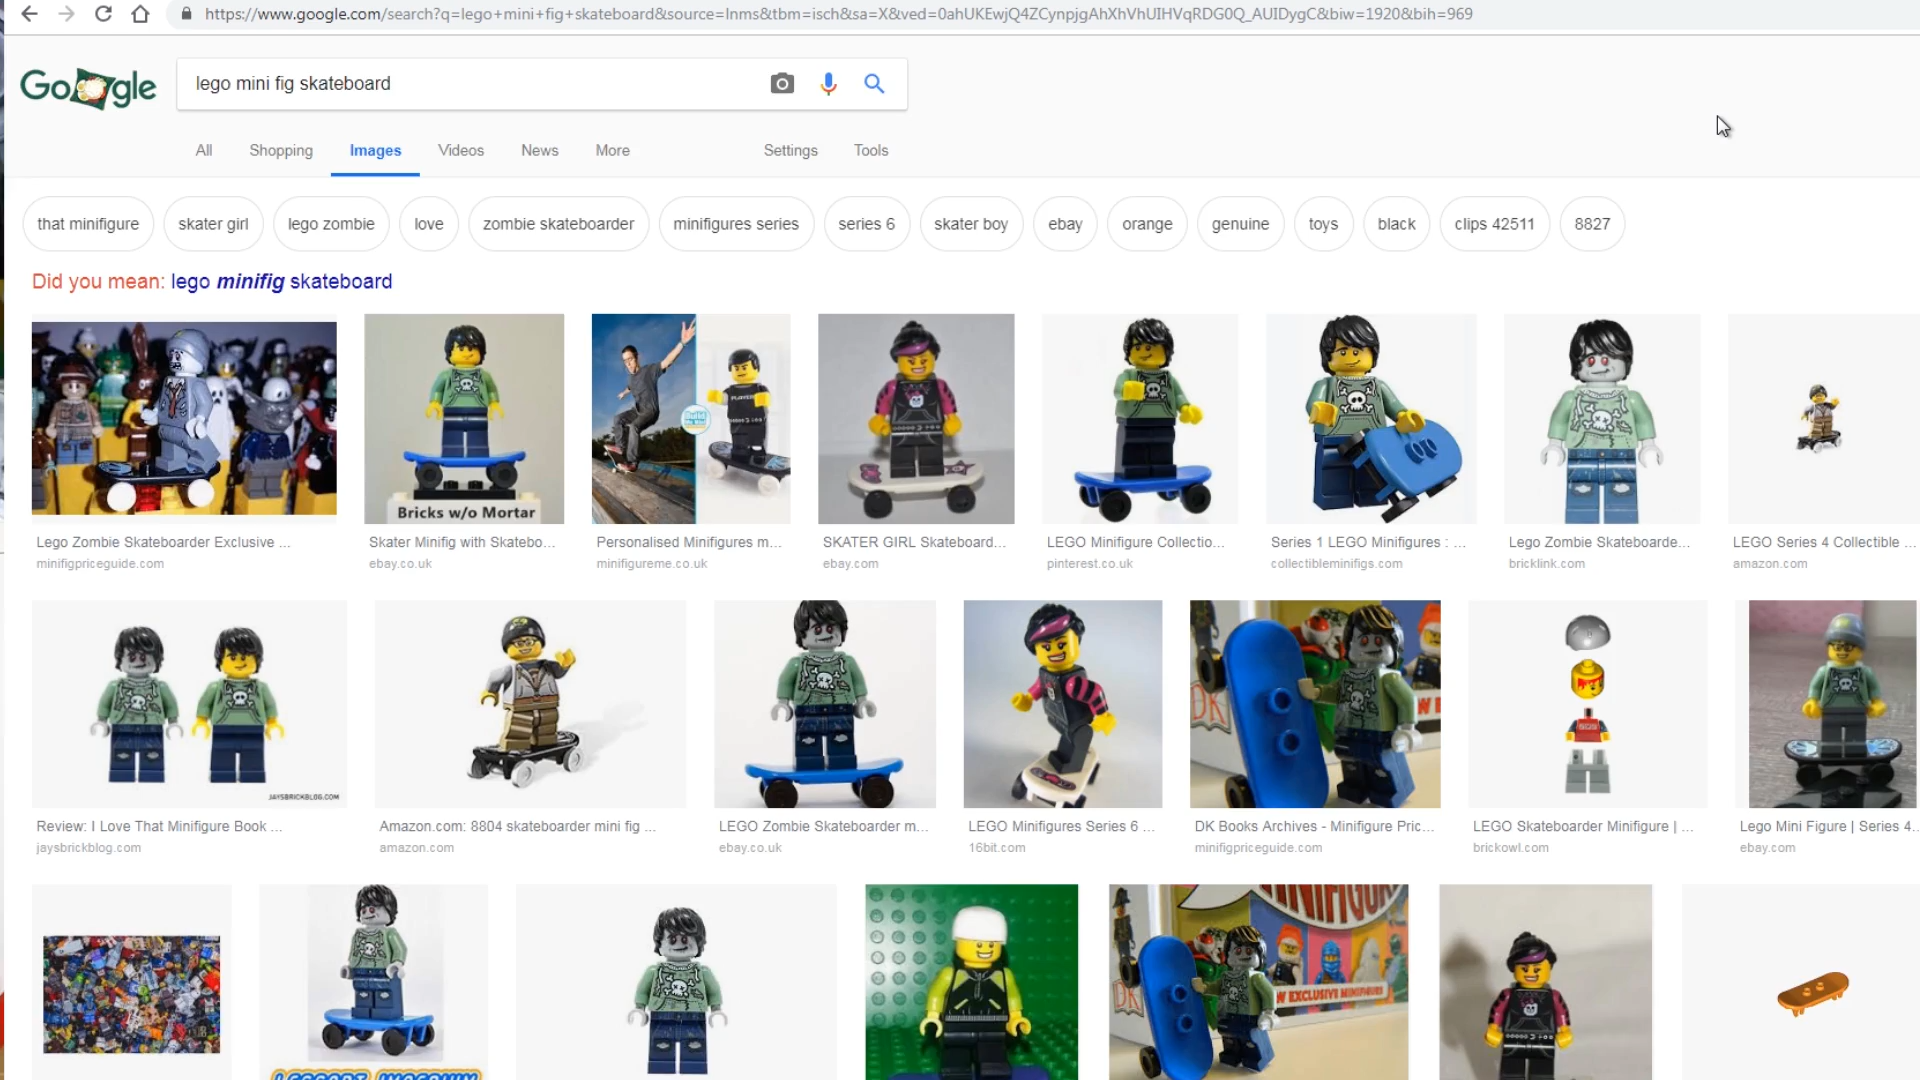 https://www.google.com/search?q=lego+mini+fig+skateboard&source=lnms&tbm=isch&sa=X&ved=0ahUKEwjQ4ZCynpjgAhXhVhUIHVqRDG0Q_AUIDygC&biw=1920&bih=969
Google
lego mini fig skateboard
All Shopping Images Videos News More Settings Tools
that minifigure skater girl lego zombie love zombie skateboarder minifigures series series 6 skater boy ebay orange genuine toys black clips 42511 8827
Did you mean: lego minifig skateboard
Bricks w/o Mortar
Lego Zombie Skateboarder Exclusive ... Skater Minifig with Skatebo... Personalised Minifigures m... SKATER GIRL Skateboard... LEGO Minifigure Collectio... Series 1 LEGO Minifigures : ... Lego Zombie Skateboarde... LEGO Series 4 Collectible ...
minifigpriceguide.com ebay.co.uk minifigureme.co.uk ebay.com pinterest.co.uk collectibleminifigs.com bricklink.com amazon.com
DK
JAYSBRICKBLOG.COM
Review: I Love That Minifigure Book ... Amazon.com: 8804 skateboarder mini fig ... LEGO Zombie Skateboarder m... LEGO Minifigures Series 6 ... DK Books Archives - Minifigure Pric... LEGO Skateboarder Minifigure | ... Lego Mini Figure | Series 4...
jaysbrickblog.com amazon.com ebay.co.uk 16bit.com minifigpriceguide.com brickowl.com ebay.com
MINIFIGU
DK
W EXCLUSIVE MINIFIGURES